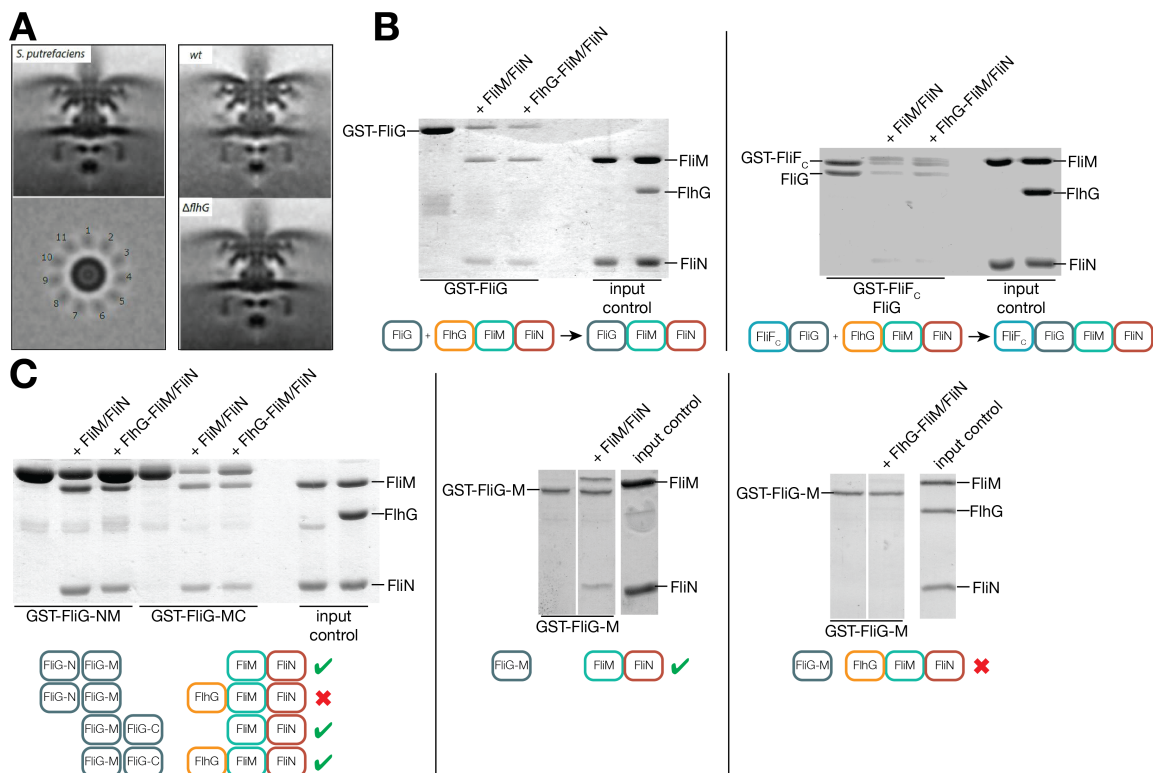 A
S. putrefaciens
wt
11 1 2
10 3
9 4
8 5
7 6
ΔflhG
B
+ FliM/FliN
+ FlhG-FliM/FliN
GST-FliG
FliM
FlhG
FliN
GST-FliG
input
control
FliG + FlhG FliM FliN FliG FliM FliN
+ FliM/FliN
+ FlhG-FliM/FliN
GST-FliFC
FliG
FliM
FlhG
FliN
GST-FliFC
FliG
input
control
FliFC FliG + FlhG FliM FliN FliFC FliG FliM FliN
C
+ FliM/FliN
+ FlhG-FliM/FliN
+ FliM/FliN
+ FlhG-FliM/FliN
FliM
FlhG
FliN
GST-FliG-NM
GST-FliG-MC
input
control
FliG-N FliG-M FliM FliN
FliG-N FliG-M FlhG FliM FliN
FliG-M FliG-C FliM FliN
FliG-M FliG-C FlhG FliM FliN
+ FliM/FliN
input control
GST-FliG-M
FliM
FliN
GST-FliG-M
FliG-M FliM FliN
+ FlhG-FliM/FliN
input control
GST-FliG-M
FliM
FlhG
FliN
GST-FliG-M
FliG-M FlhG FliM FliN